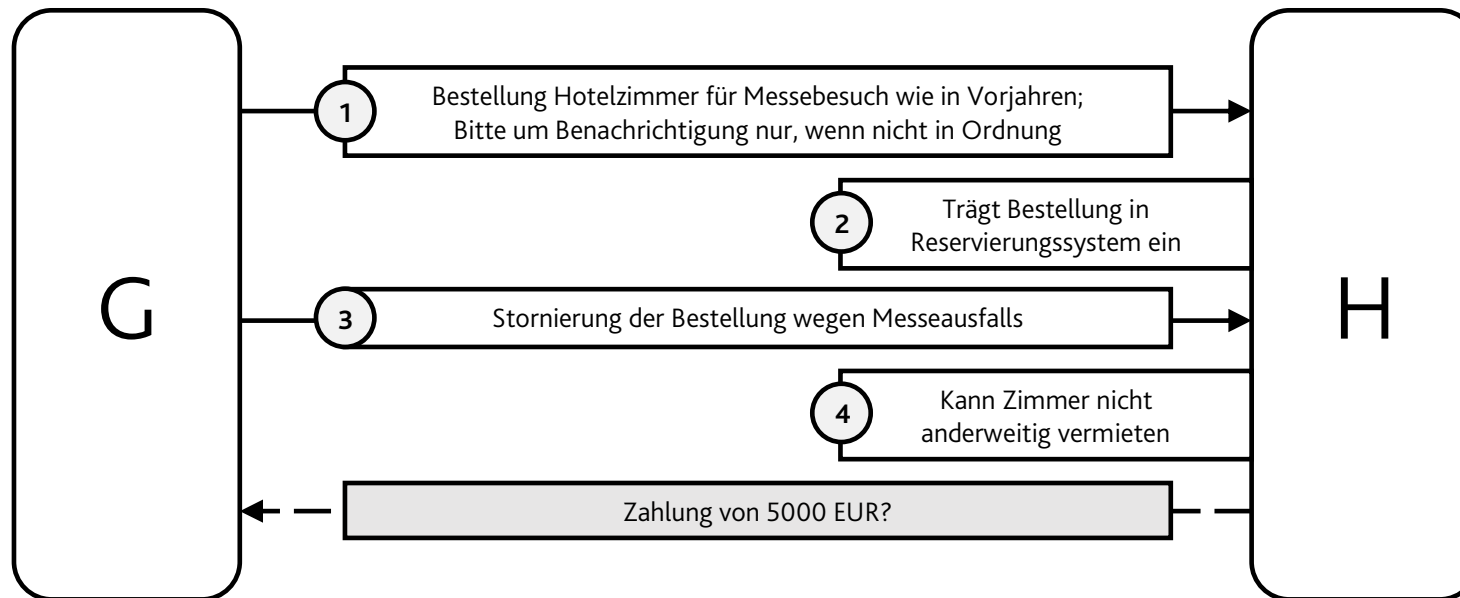 G
H
1
Bestellung Hotelzimmer für Messebesuch wie in Vorjahren;
Bitte um Benachrichtigung nur, wenn nicht in Ordnung
2
Trägt Bestellung in
Reservierungssystem ein
3
Stornierung der Bestellung wegen Messeausfalls
4
Kann Zimmer nicht
anderweitig vermieten
Zahlung von 5000 EUR?